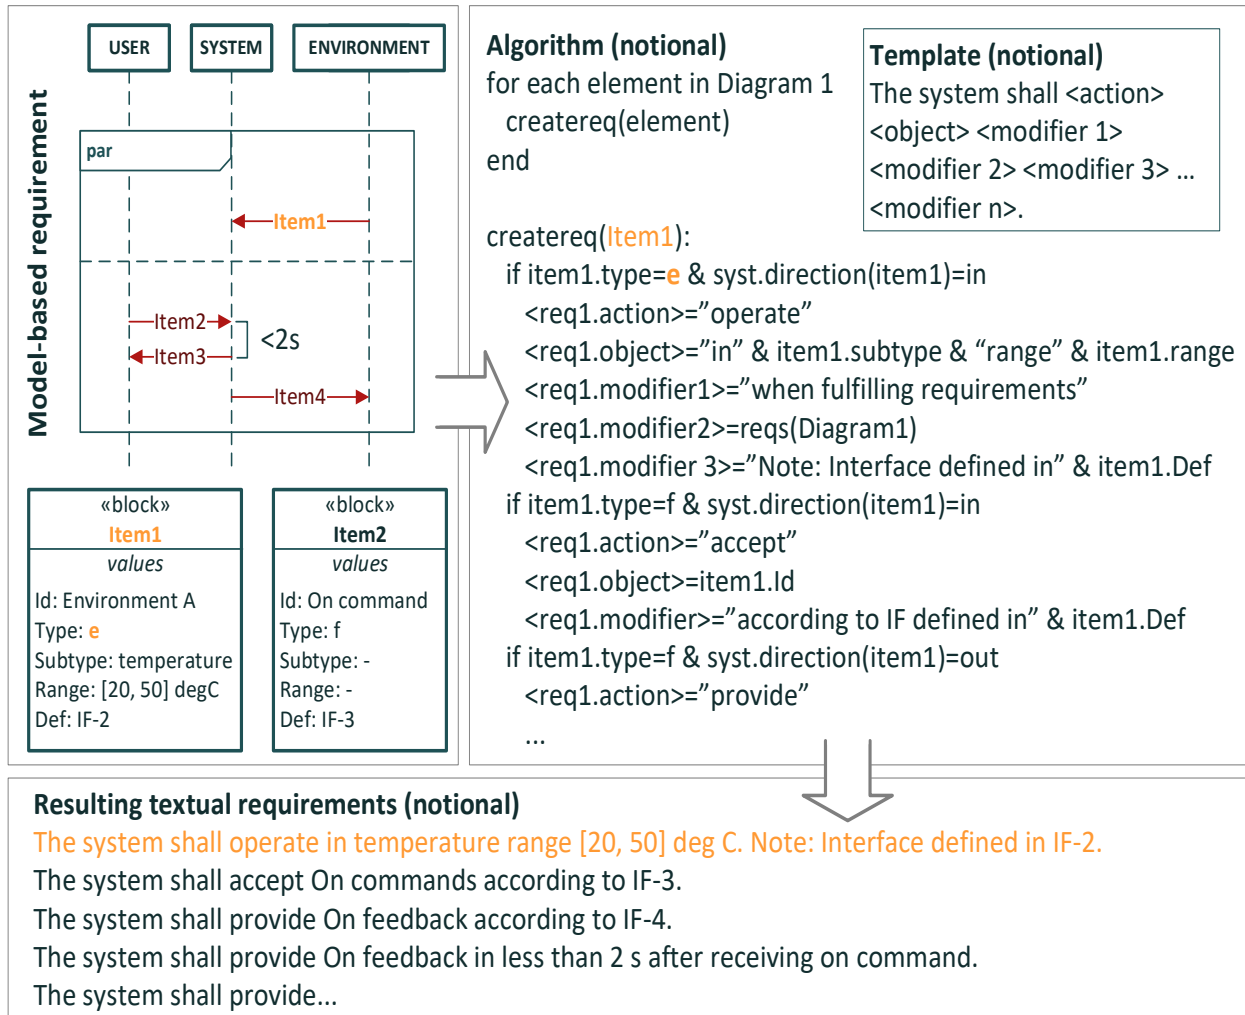 Model-based requirement
USER
SYSTEM
ENVIRONMENT
par
Item1
Item2
Item3
<2s
Item4
«block»
Item1
values
Id: Environment A
Type: e
Subtype: temperature
Range: [20, 50] degC
Def: IF-2
«block»
Item2
values
Id: On command
Type: f
Subtype: -
Range: -
Def: IF-3
Algorithm (notional)
for each element in Diagram 1
createreq(element)
end
Template (notional)
The system shall <action>
<object> <modifier 1>
<modifier 2> <modifier 3> ...
<modifier n>.
createreq(Item1):
if item1.type=e & syst.direction(item1)=in
<req1.action>=”operate”
<req1.object>=”in” & item1.subtype & “range” & item1.range
<req1.modifier1>=”when fulfilling requirements”
<req1.modifier2>=reqs(Diagram1)
<req1.modifier 3>=”Note: Interface defined in” & item1.Def
if item1.type=f & syst.direction(item1)=in
<req1.action>=”accept”
<req1.object>=item1.Id
<req1.modifier>=”according to IF defined in” & item1.Def
if item1.type=f & syst.direction(item1)=out
<req1.action>=”provide”
...
Resulting textual requirements (notional)
The system shall operate in temperature range [20, 50] deg C. Note: Interface defined in IF-2.
The system shall accept On commands according to IF-3.
The system shall provide On feedback according to IF-4.
The system shall provide On feedback in less than 2 s after receiving on command.
The system shall provide...